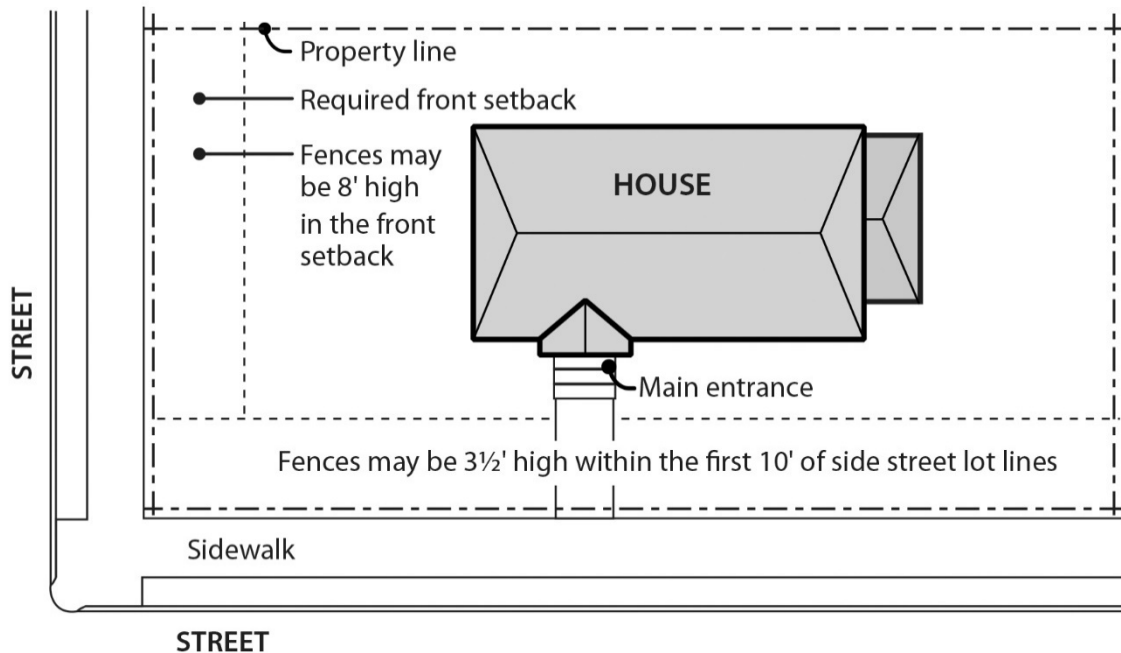 Property line
Required front setback
Fences may
be 8' high
in the front
setback
HOUSE
STREET
Main entrance
Fences may be 3½' high within the first 10' of side street lot lines
Sidewalk
STREET